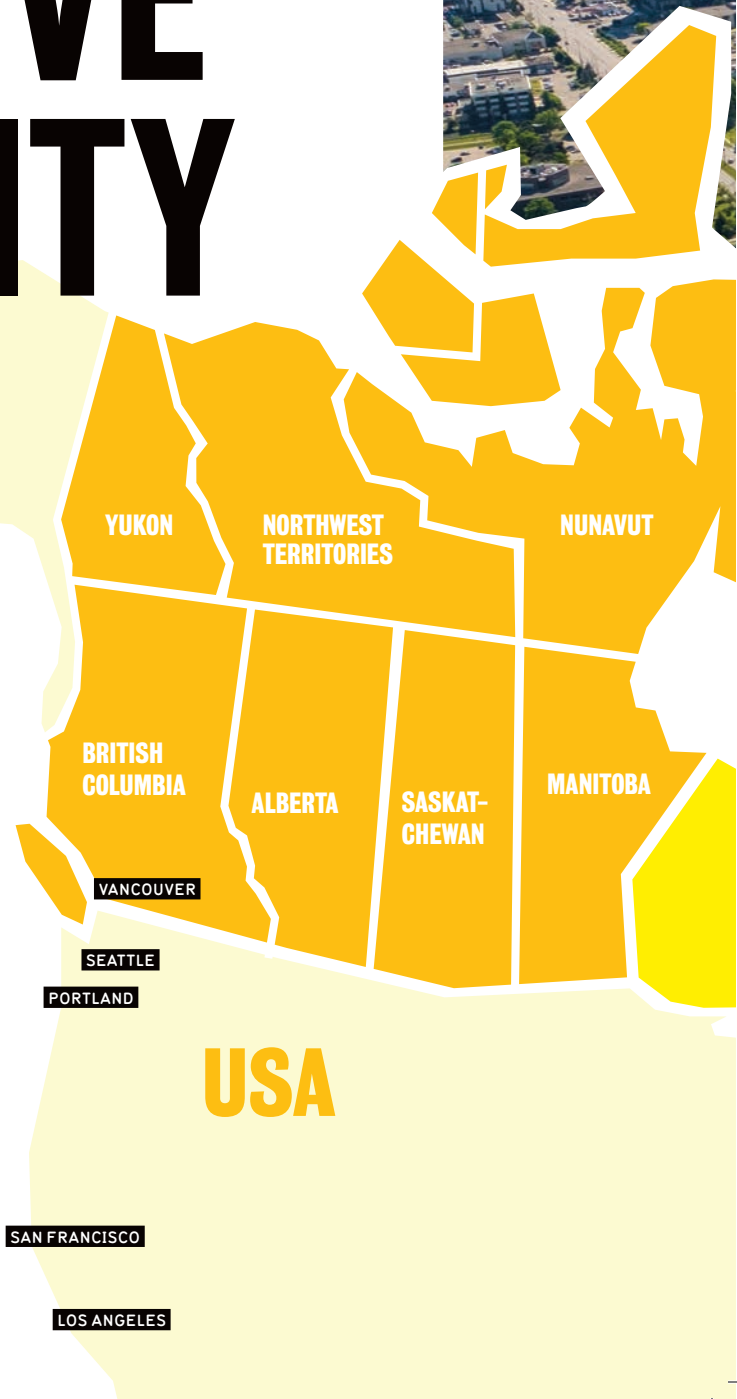 VE
ITY
YUKON
NORTHWEST
TERRITORIES
NUNAVUT
BRITISH
COLUMBIA
ALBERTA
SASKAT–
CHEWAN
MANITOBA
VANCOUVER
SEATTLE
PORTLAND
USA
SAN FRANCISCO
LOS ANGELES